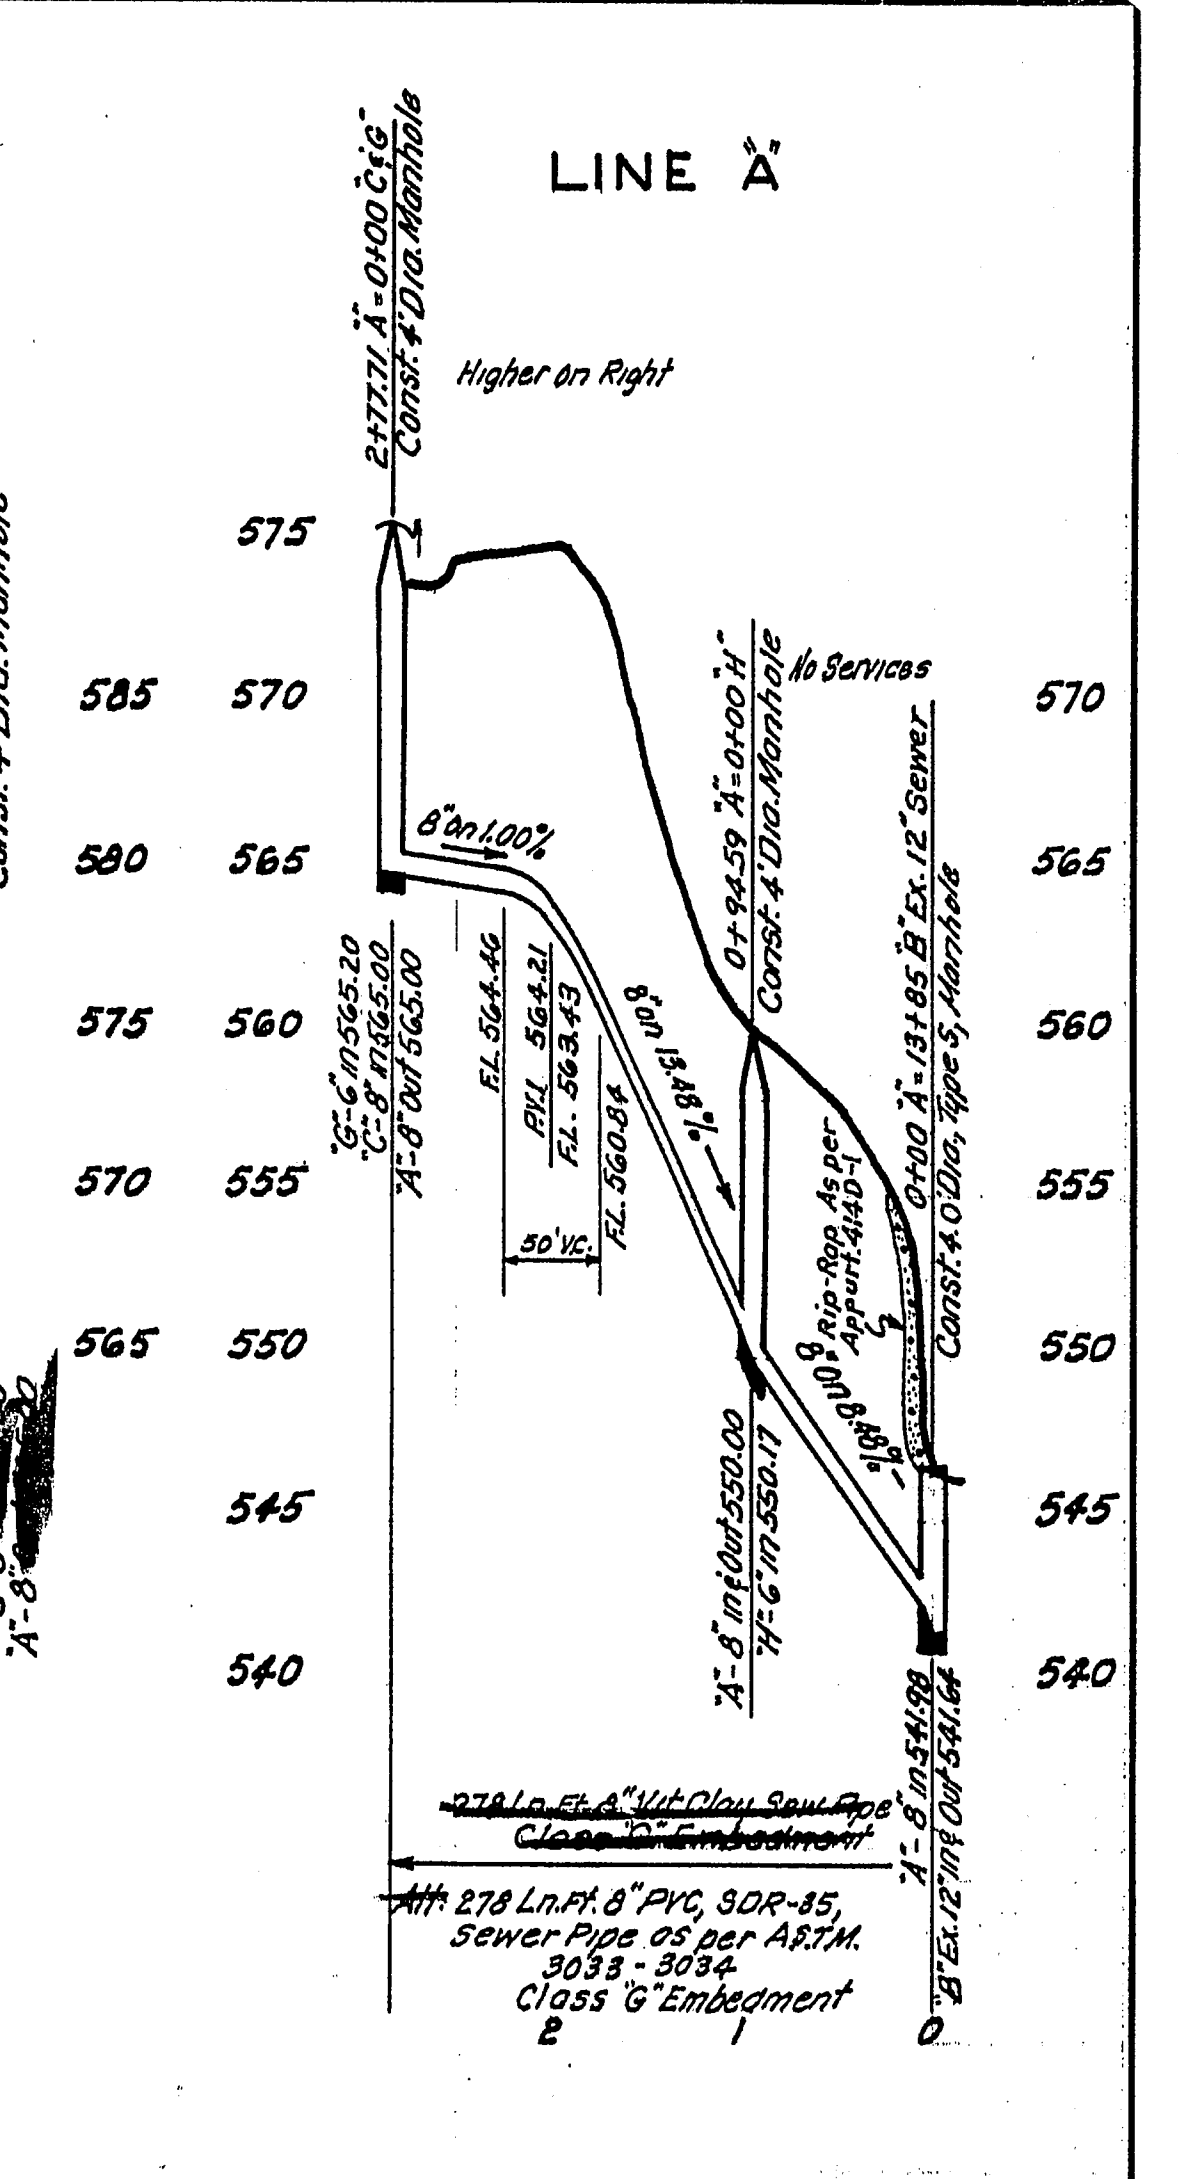 LINE "A"
2+77.71 "A" = 0+00 "C" & "G"
Const. 4' Dia. Manhole
Higher on Right
575
585 570
580 565
575 560
570 555
565 550
545
540
570
565
560
555
550
545
540
8" on 1.00%
"G"-6" in 565.20
"C"-8" in 565.00
"A"-8" Out 565.00
F.L. 564.46
P.V.I. 564.21
F.L. - 563.43
F.L. 560.84
50' V.C.
8" on 13.48%
0+94.59 "A" = 0+00 "H"
Const. 4' Dia. Manhole
No Services
0+00 "A" = 13+85 "B" Ex. 12" Sewer
Const. 4.0' Dia., Type S, Manhole
Rip-Rap As per
Appurt. 414D-1
8" on 8.48%
"A"-8" in & Out 550.00
"H"-6" in 550.17
"A"-8" in 541.98
"B" Ex. 12" in & Out 541.64
278 Ln. Ft. 8" Vit Clay Sew Pipe
Class Embedment
Alt: 278 Ln. Ft. 8" PVC, SDR-35,
Sewer Pipe as per A.S.T.M.
3033 - 3034
Class "G" Embedment
2 1 0
"A"-8"